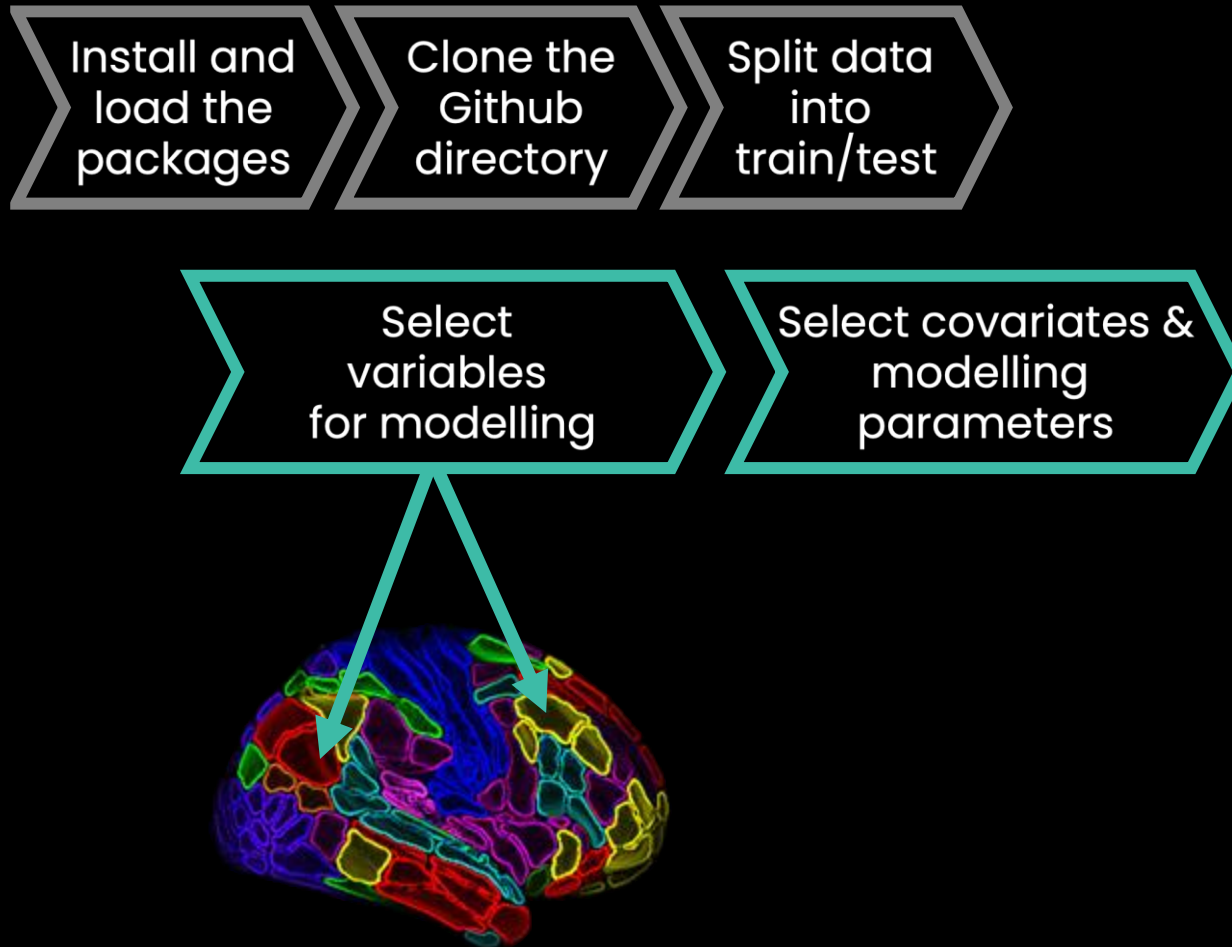 Install and
load the
packages
Clone the
Github
directory
Split data
into
train/test
Select
variables
for modelling
Select covariates &
modelling
parameters